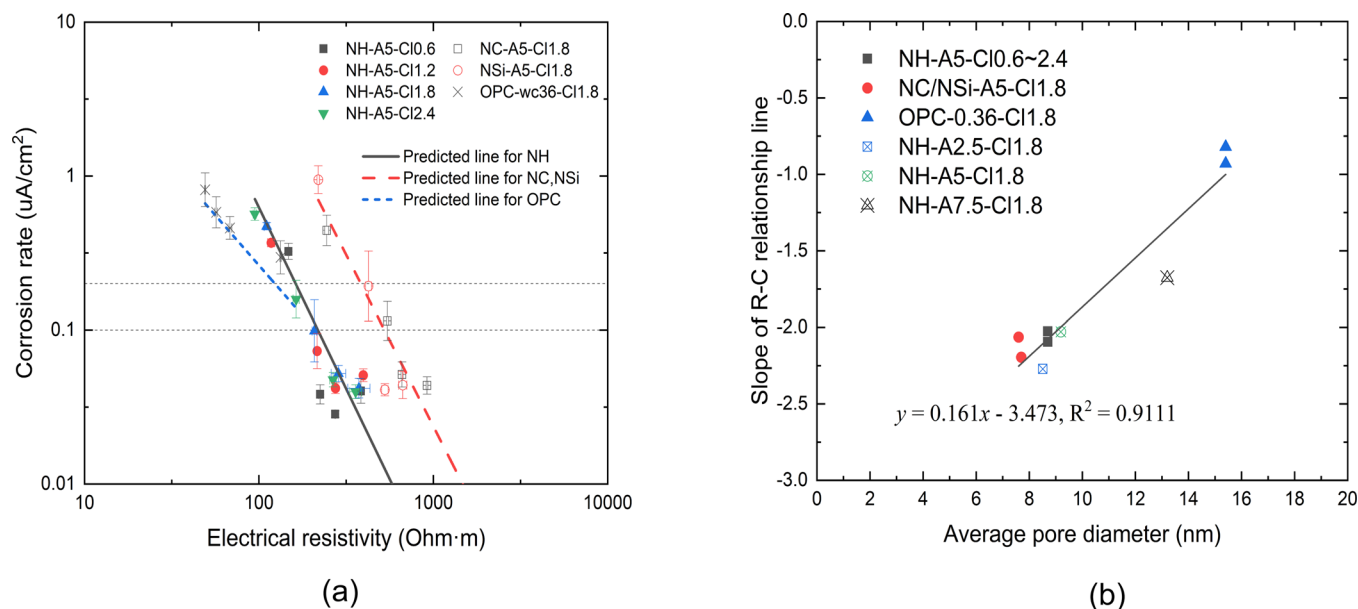 10
1
0.1
0.01
10
100
1000
10000
Corrosion rate (uA/cm²)
Electrical resistivity (Ohm·m)
NH-A5-Cl0.6
NH-A5-Cl1.2
NH-A5-Cl1.8
NH-A5-Cl2.4
NC-A5-Cl1.8
NSi-A5-Cl1.8
OPC-wc36-Cl1.8
Predicted line for NH
Predicted line for NC,NSi
Predicted line for OPC
(a)
0.0
-0.5
-1.0
-1.5
-2.0
-2.5
-3.0
0 2 4 6 8 10 12 14 16 18 20
Slope of R-C relationship line
Average pore diameter (nm)
NH-A5-Cl0.6~2.4
NC/NSi-A5-Cl1.8
OPC-0.36-Cl1.8
NH-A2.5-Cl1.8
NH-A5-Cl1.8
NH-A7.5-Cl1.8
y = 0.161x - 3.473, R² = 0.9111
(b)